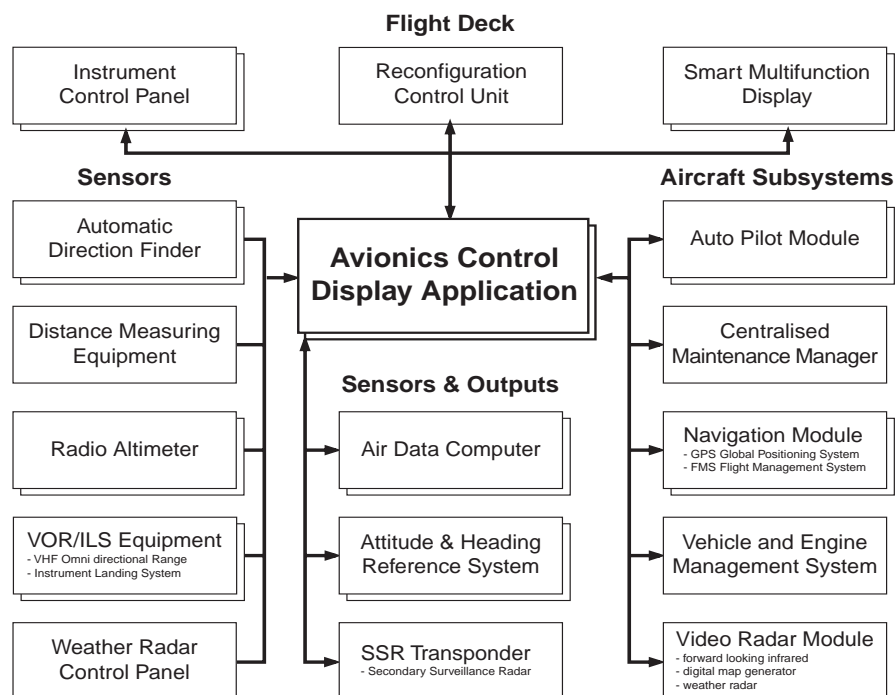 Flight Deck
Instrument
Control Panel
Reconfiguration
Control Unit
Smart Multifunction
Display
Sensors
Automatic
Direction Finder
Distance Measuring
Equipment
Radio Altimeter
VOR/ILS Equipment
- VHF Omni directional Range
- Instrument Landing System
Weather Radar
Control Panel
Avionics Control
Display Application
Sensors & Outputs
Air Data Computer
Attitude & Heading
Reference System
SSR Transponder
- Secondary Surveillance Radar
Aircraft Subsystems
Auto Pilot Module
Centralised
Maintenance Manager
Navigation Module
- GPS Global Positioning System
- FMS Flight Management System
Vehicle and Engine
Management System
Video Radar Module
- forward looking infrared
- digital map generator
- weather radar